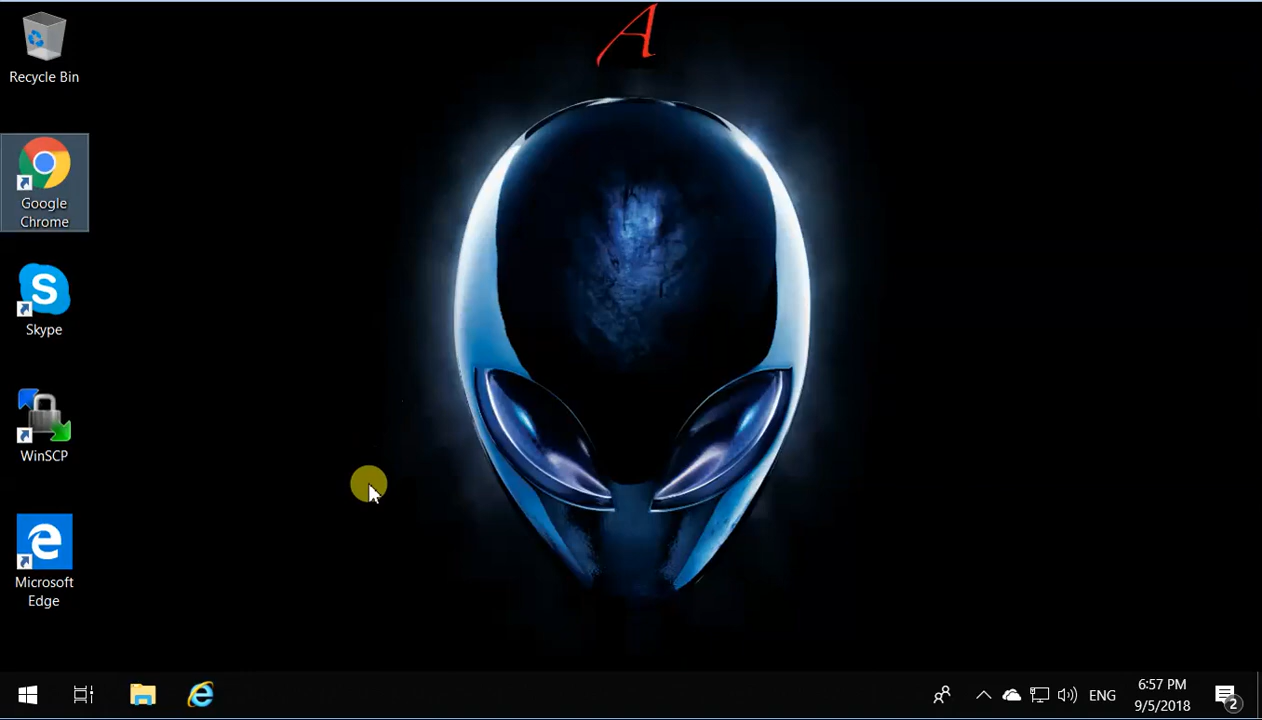 A
Recycle Bin
Google
Chrome
Skype
WinSCP
Microsoft
Edge
ENG
6:57 PM
9/5/2018
2